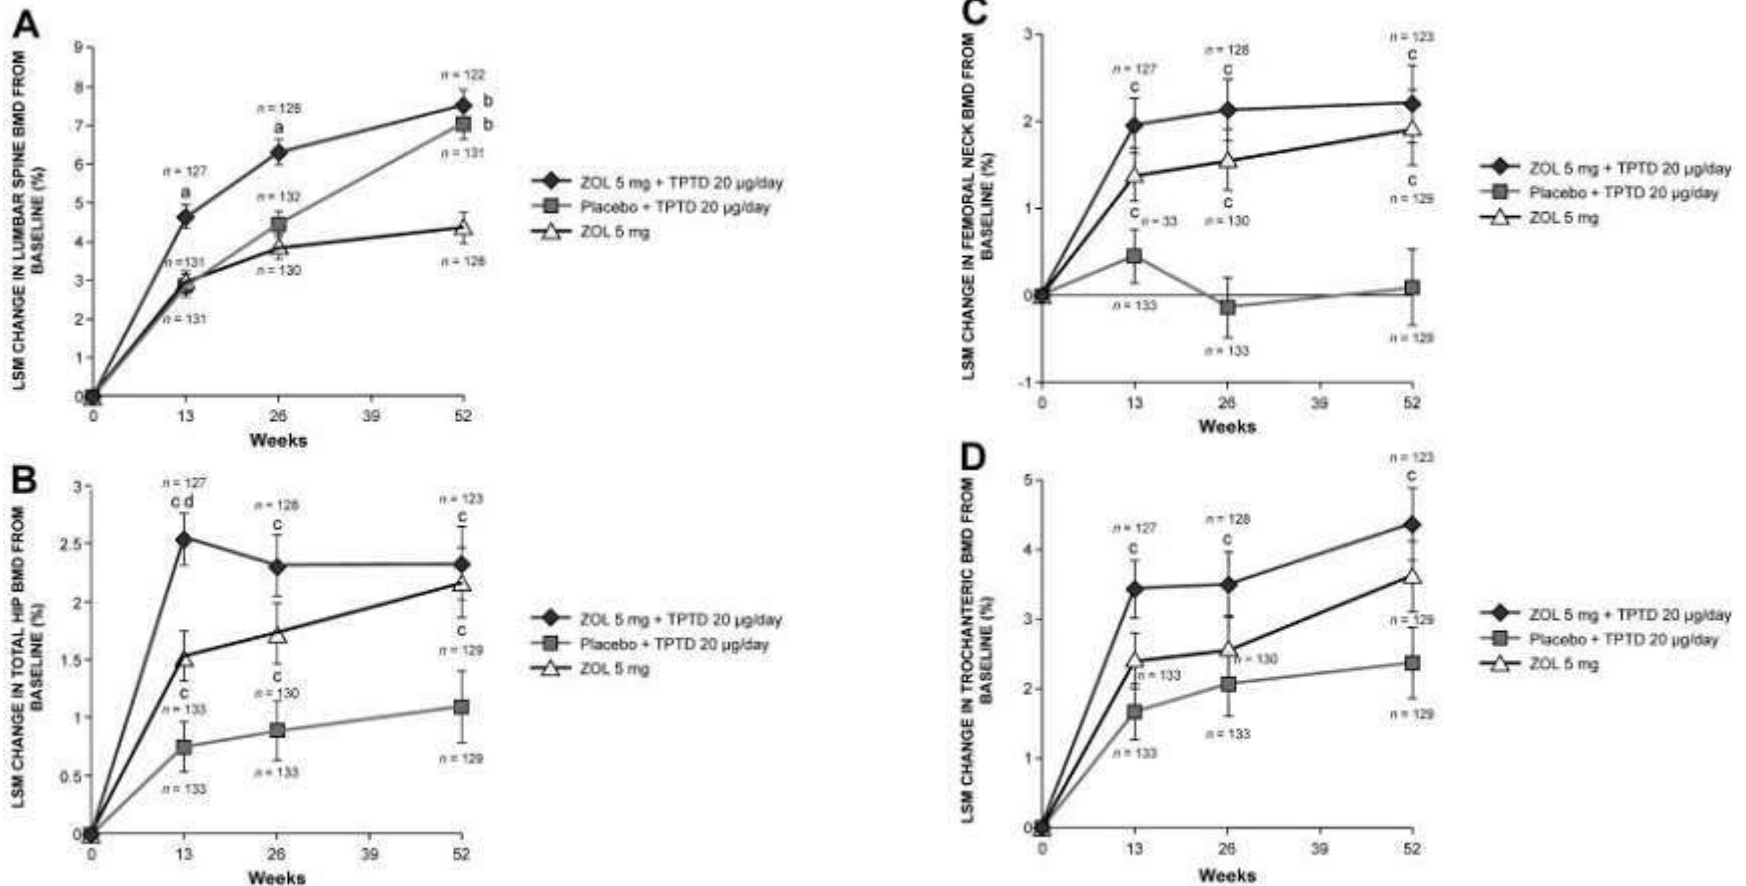 A
LSM CHANGE IN LUMBAR SPINE BMD FROM
BASELINE (%)
9
8
7
6
5
4
3
2
1
0
n = 127
a
n = 128
a
n = 122
b
b
n = 131
n = 132
n =131
n = 130
n = 128
n = 131
0 13 26 39 52
Weeks
ZOL 5 mg + TPTD 20 µg/day
Placebo + TPTD 20 µg/day
ZOL 5 mg
B
LSM CHANGE IN TOTAL HIP BMD FROM
BASELINE (%)
3
2.5
2
1.5
1
0.5
0
n = 127
c d
n = 128
c
n = 123
c
c
n = 133
c
n = 130
c
n = 129
n = 133
n = 133
n = 129
0 13 26 39 52
Weeks
ZOL 5 mg + TPTD 20 µg/day
Placebo + TPTD 20 µg/day
ZOL 5 mg
C
LSM CHANGE IN FEMORAL NECK BMD FROM
BASELINE (%)
3
2
1
0
-1
n = 127
c
n = 128
c
n = 123
c
c n = 33
c
n = 130
c
n = 129
n = 133
n = 133
n = 129
0 13 26 39 52
Weeks
ZOL 5 mg + TPTD 20 µg/day
Placebo + TPTD 20 µg/day
ZOL 5 mg
D
LSM CHANGE IN TROCHANTERIC BMD FROM
BASELINE (%)
5
4
3
2
1
0
n = 127
c
n = 128
c
n = 123
c
n = 133
c
n = 130
n = 129
n = 133
n = 133
n = 129
0 13 26 39 52
Weeks
ZOL 5 mg + TPTD 20 µg/day
Placebo + TPTD 20 µg/day
ZOL 5 mg